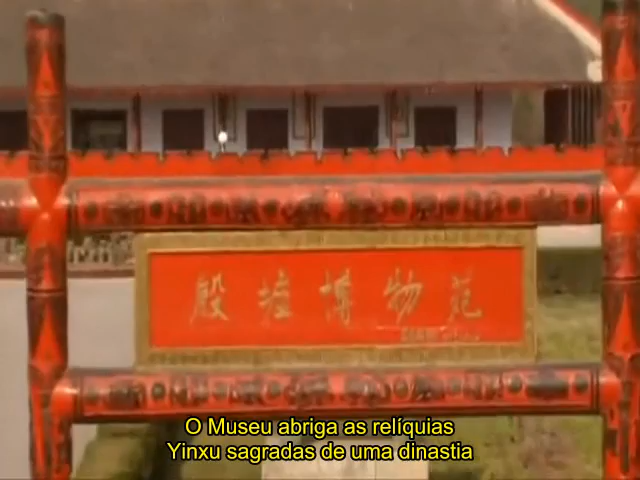 殷墟博物苑
O Museu abriga as relíquias
Yinxu sagradas de uma dinastia